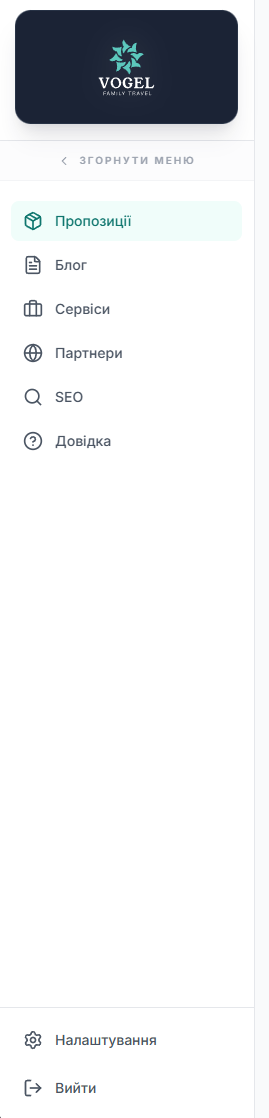 VOGEL
FAMILY TRAVEL
ЗГОРНУТИ МЕНЮ
Пропозиції
Блог
Сервіси
Партнери
SEO
Довідка
Налаштування
Вийти